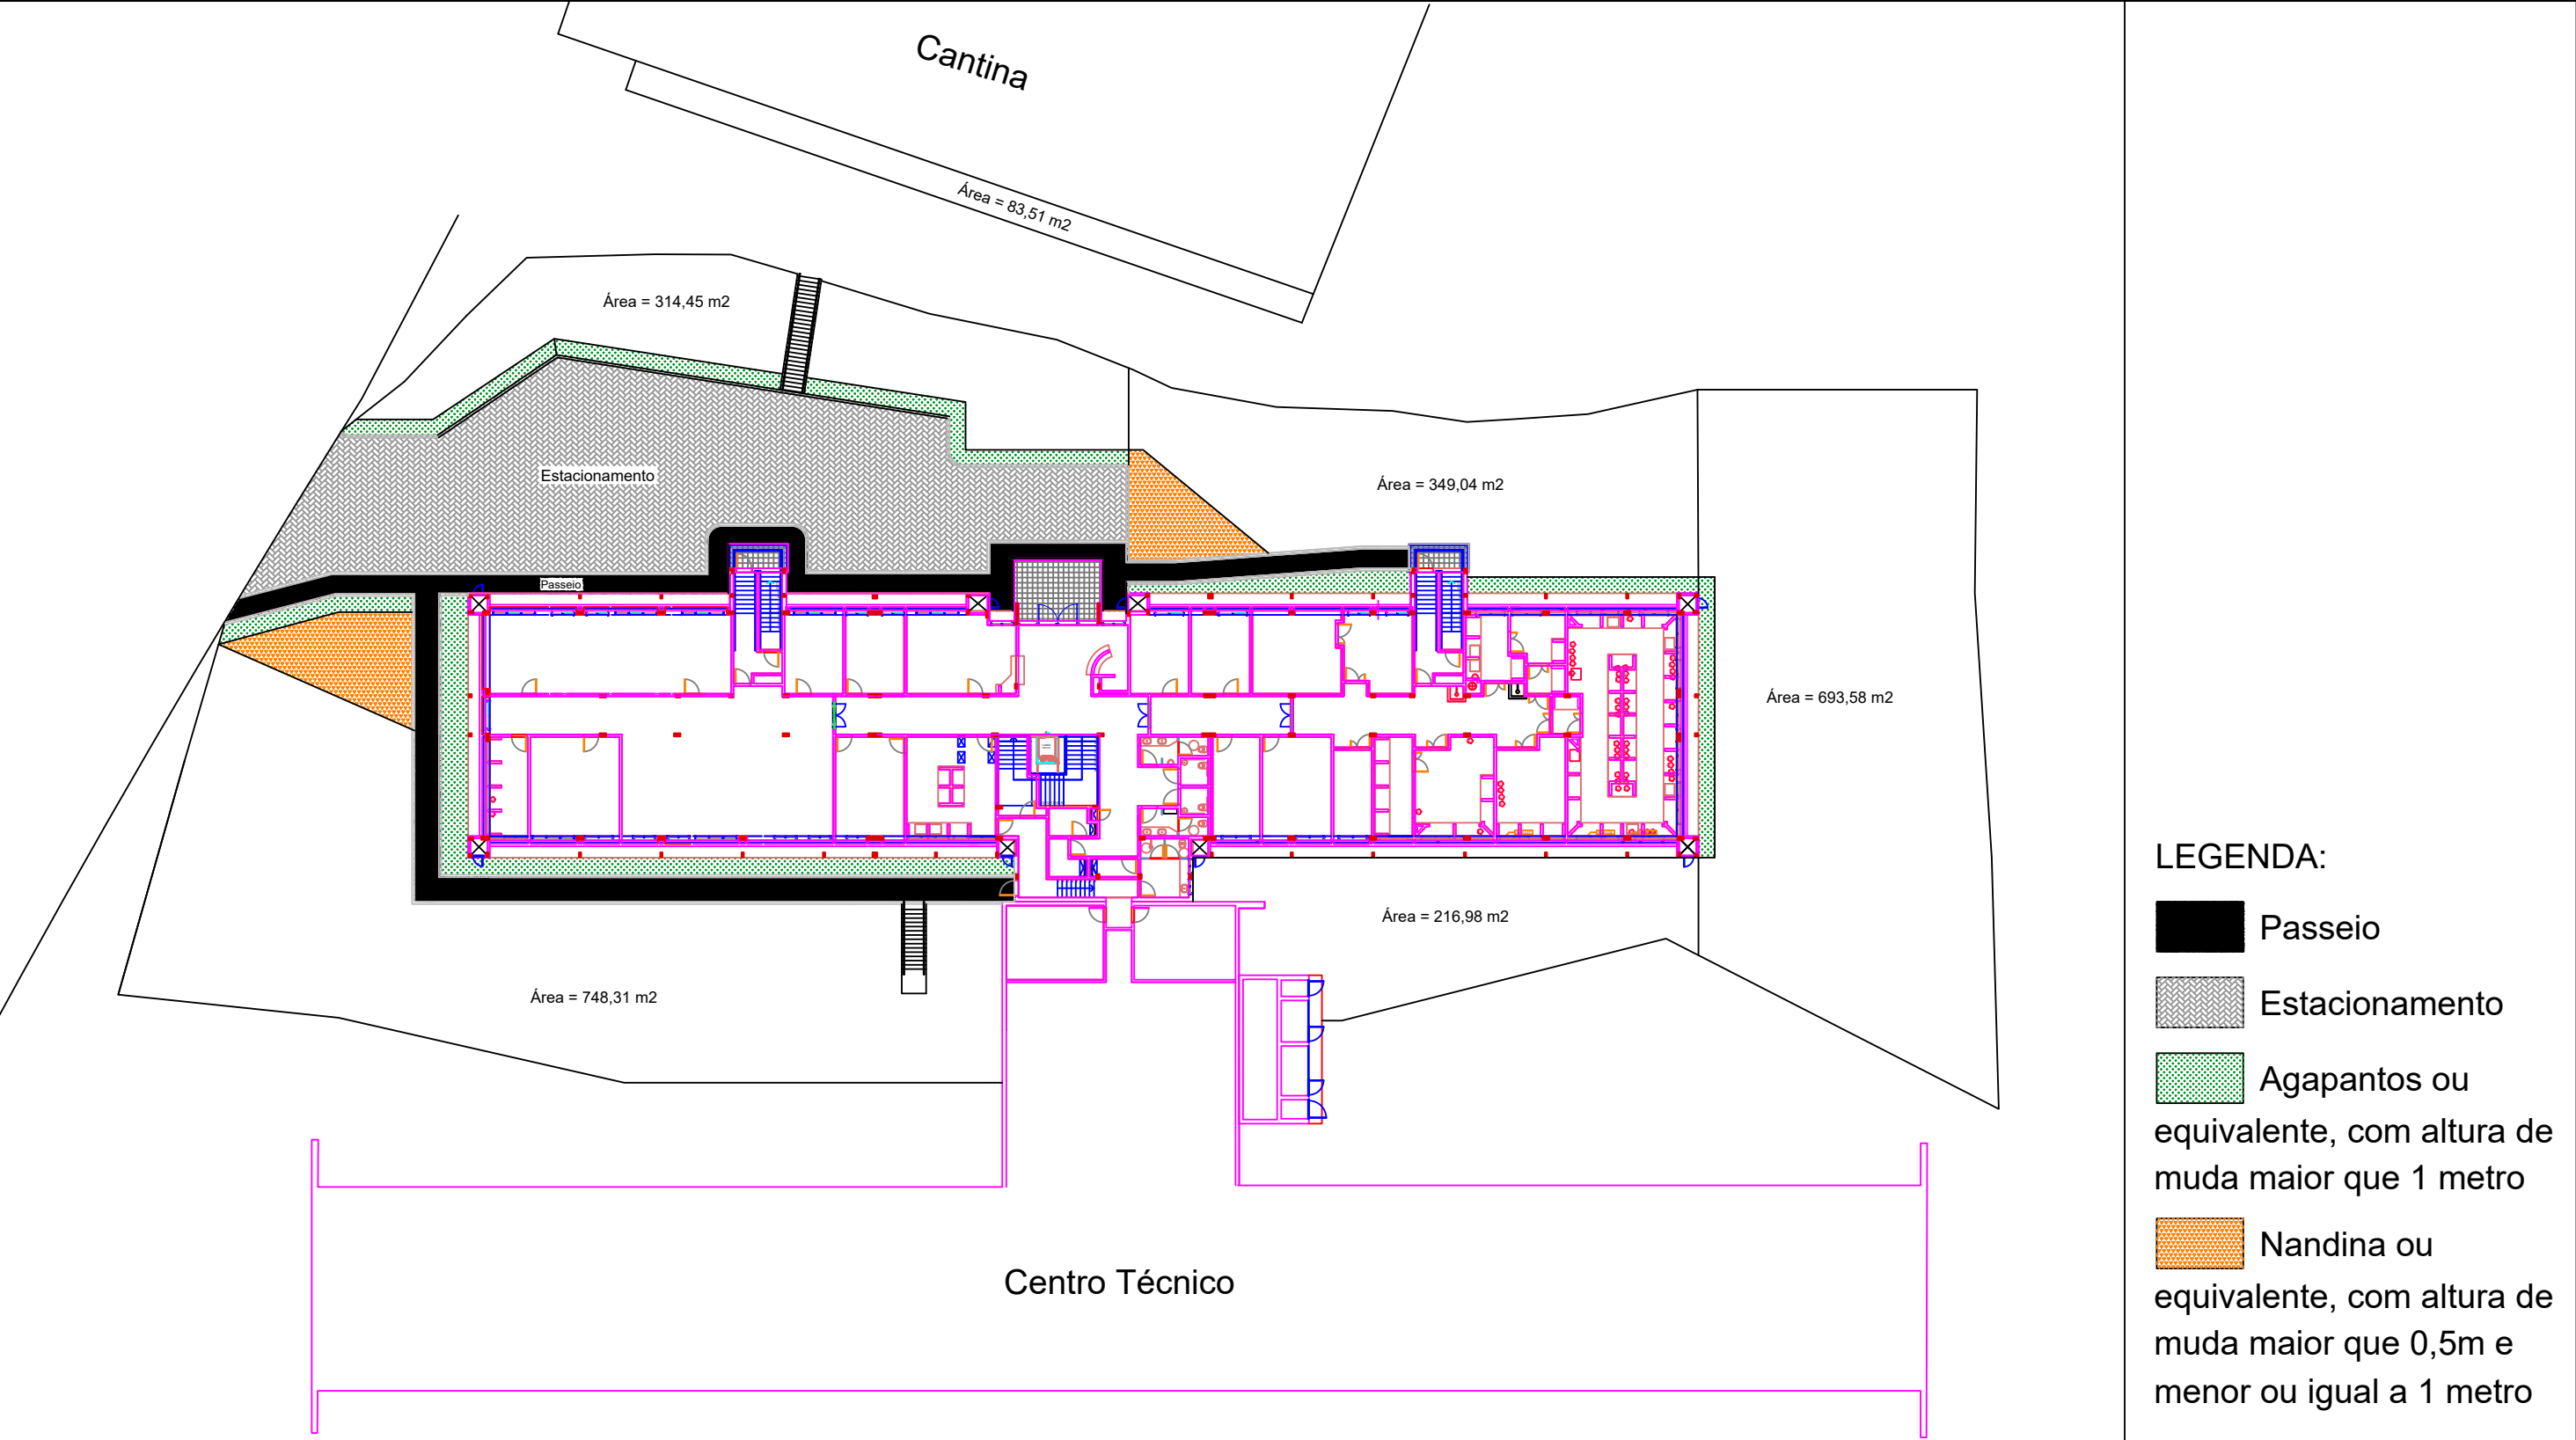 Cantina
Área = 83,51 m2
Área = 314,45 m2
Estacionamento
Área = 349,04 m2
Passeio
Área = 693,58 m2
Área = 216,98 m2
Área = 748,31 m2
Centro Técnico
LEGENDA:
Passeio
Estacionamento
Agapantos ou
equivalente, com altura de
muda maior que 1 metro
Nandina ou
equivalente, com altura de
muda maior que 0,5m e
menor ou igual a 1 metro